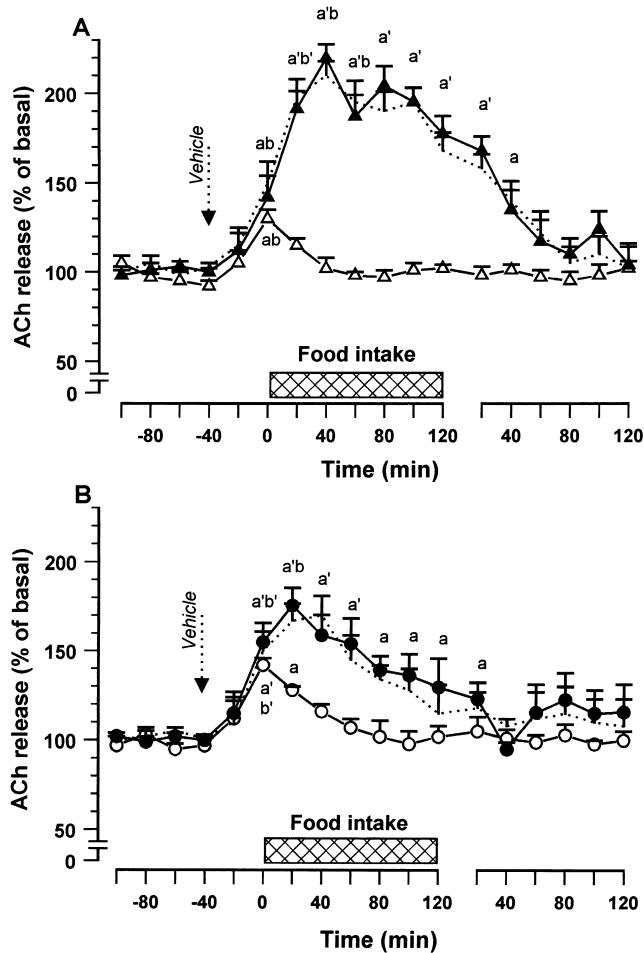 A
ACh release (% of basal)
200
150
100
50
0
Vehicle
ab
a'b'
a'b
a'b
a'
a'
a'
a'
a
ab
Food intake
-80 -40 0 40 80 120 40 80 120
Time (min)
B
ACh release (% of basal)
200
150
100
50
0
Vehicle
a'b'
a'b
a'
a'
a
a
a
a
a'
b'
a
Food intake
-80 -40 0 40 80 120 40 80 120
Time (min)